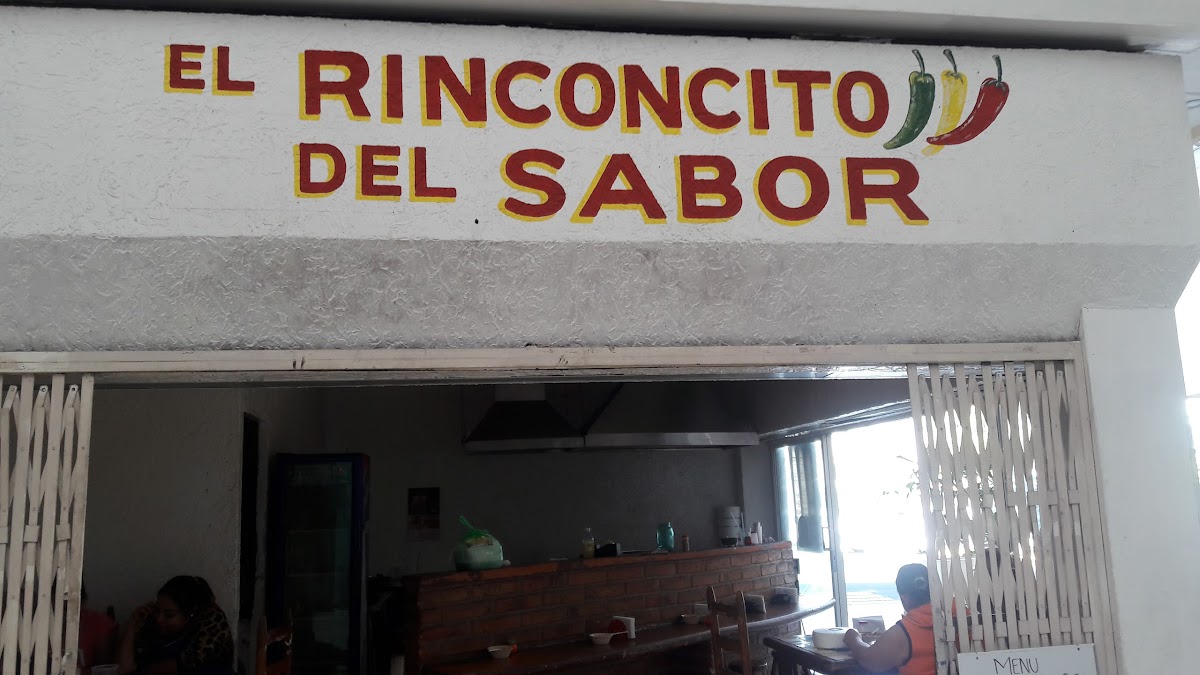 EL RINCONCITO
DEL SABOR
MENU